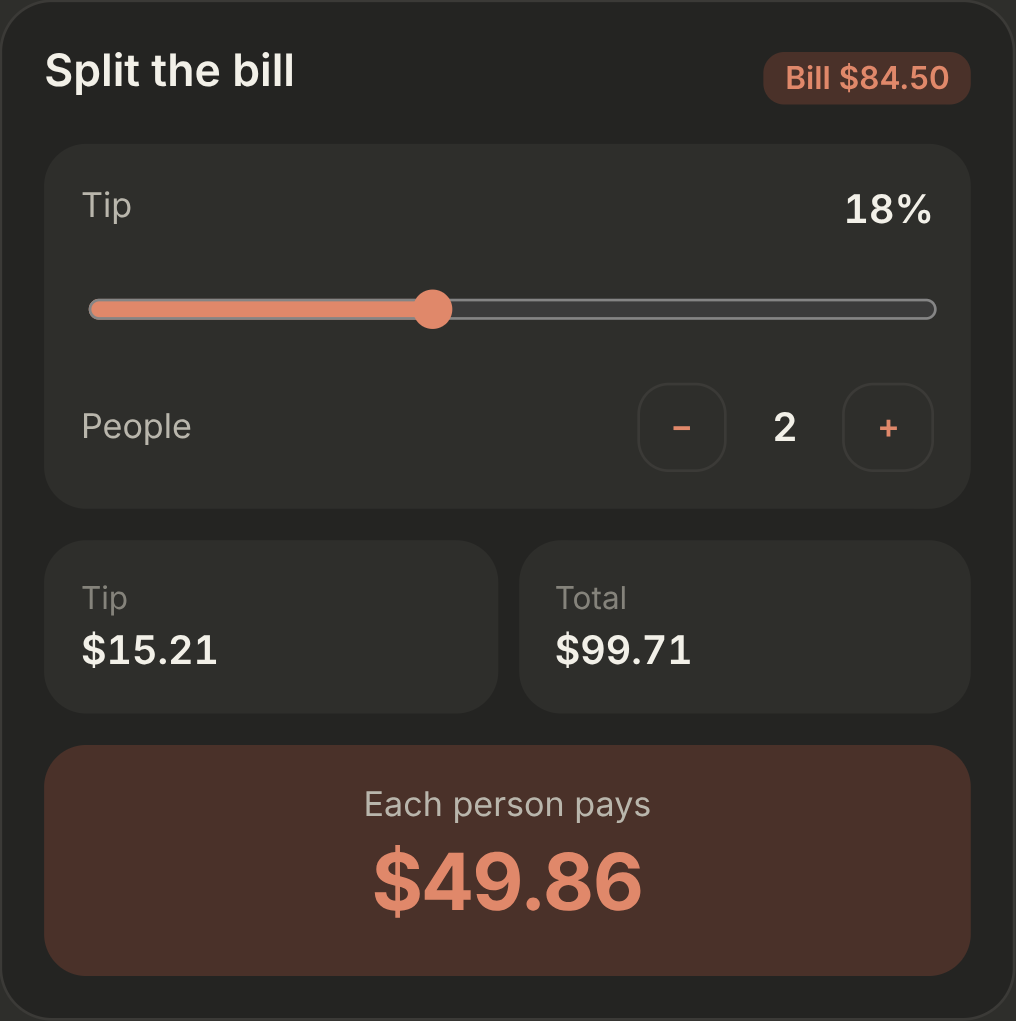 Split the bill
Bill $84.50
Tip
18%
People
−
2
+
Tip
$15.21
Total
$99.71
Each person pays
$49.86